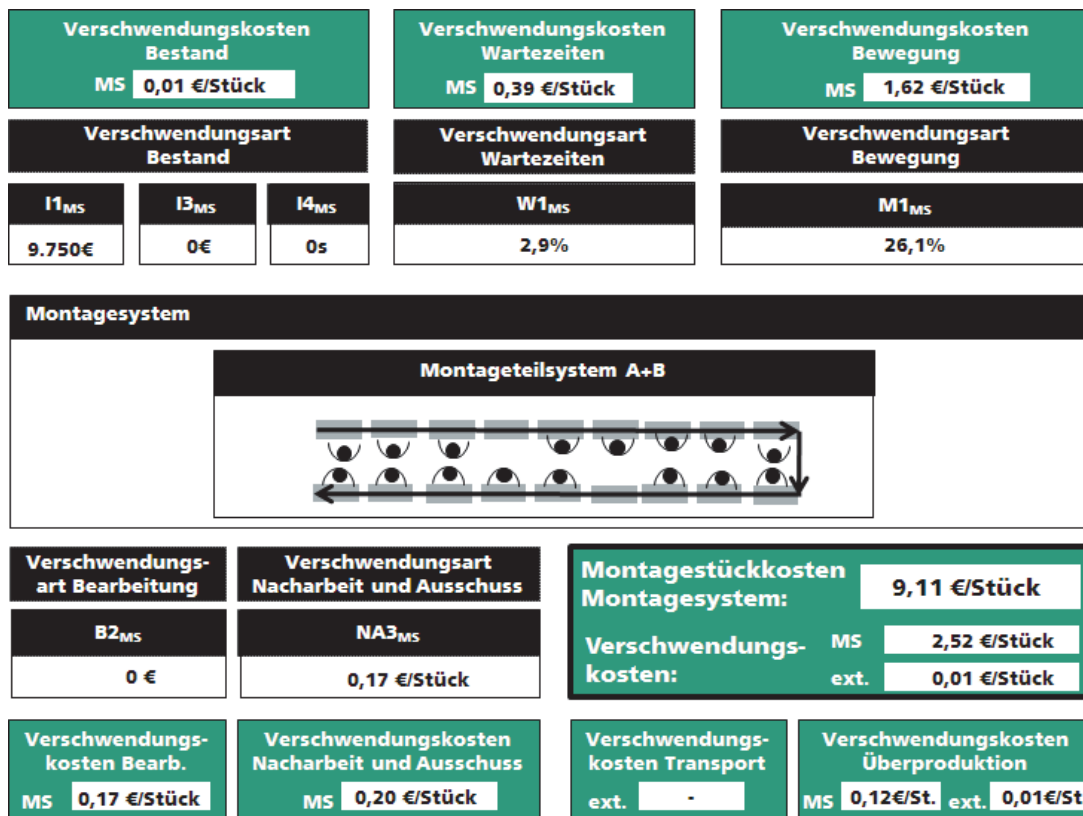 Verschwendungskosten
Bestand
MS 0,01 €/Stück
Verschwendungskosten
Wartezeiten
MS 0,39 €/Stück
Verschwendungskosten
Bewegung
MS 1,62 €/Stück
Verschwendungsart
Bestand
Verschwendungsart
Wartezeiten
Verschwendungsart
Bewegung
I1MS I3MS I4MS
9.750€ 0€ 0s
W1MS
2,9%
M1MS
26,1%
Montagesystem
Montageteilsystem A+B
Verschwendungs-
art Bearbeitung
Verschwendungsart
Nacharbeit und Ausschuss
B2MS
0 €
NA3MS
0,17 €/Stück
Montagestückkosten
Montagesystem:
9,11 €/Stück
Verschwendungs-
kosten:
MS 2,52 €/Stück
ext. 0,01 €/Stück
Verschwendungs-
kosten Bearb.
MS 0,17 €/Stück
Verschwendungskosten
Nacharbeit und Ausschuss
MS 0,20 €/Stück
Verschwendungs-
kosten Transport
ext. -
Verschwendungskosten
Überproduktion
MS 0,12€/St. ext. 0,01€/St